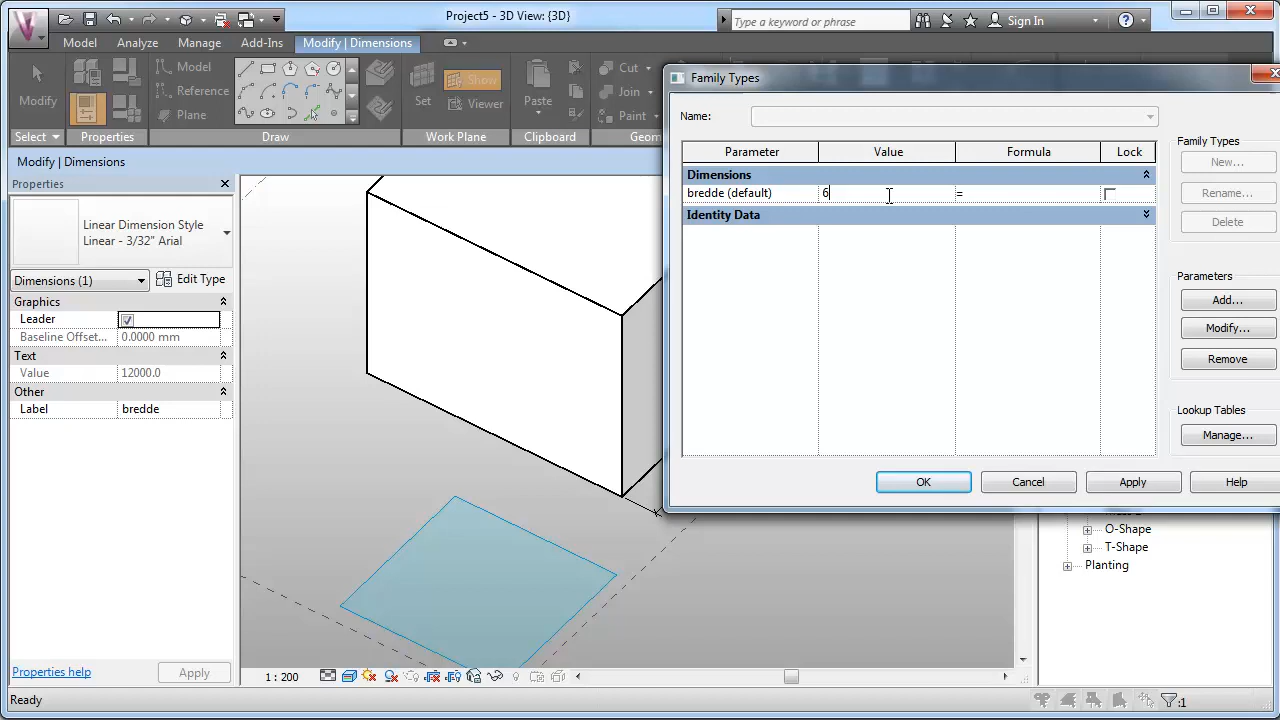 Project5 - 3D View: {3D}
Type a keyword or phrase
Sign In
Model Analyze Manage Add-Ins Modify | Dimensions
Modify
Model
Reference
Plane
Set
Show
Viewer
Paste
Cut
Join
Paint
Select Properties Draw Work Plane Clipboard Geom
Modify | Dimensions
Properties
Linear Dimension Style
Linear - 3/32" Arial
Dimensions (1) Edit Type
Graphics
Leader
Baseline Offset... 0.0000 mm
Text
Value 12000.0
Other
Label bredde
Properties help Apply
1 : 200
Ready
:1
Family Types
Name:
Parameter Value Formula Lock
Dimensions
bredde (default) 6 =
Identity Data
Family Types
New...
Rename...
Delete
Parameters
Add...
Modify...
Remove
Lookup Tables
Manage...
OK Cancel Apply Help
O-Shape
T-Shape
Planting